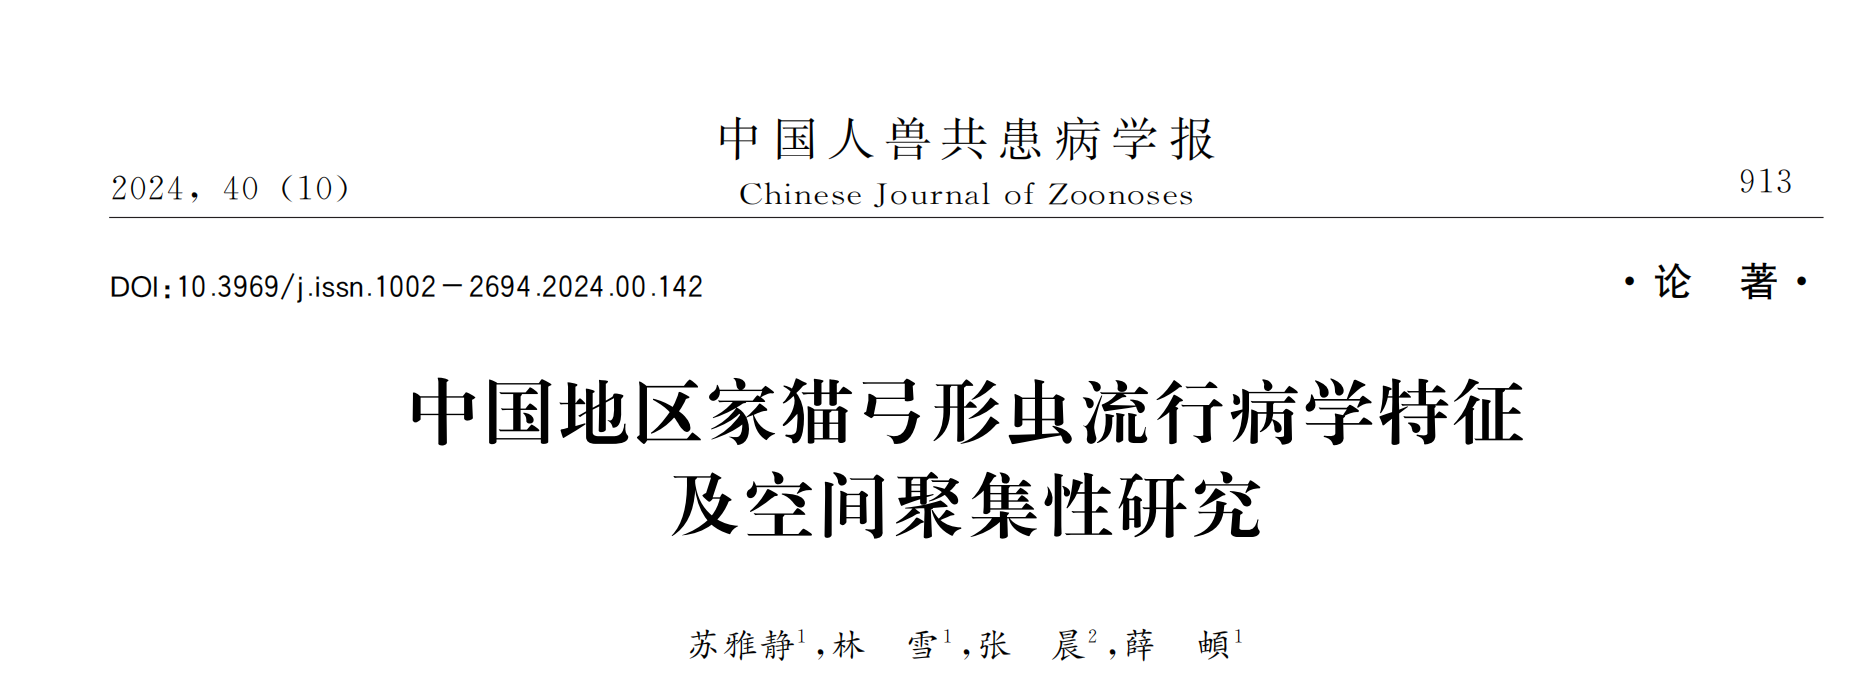 中国人兽共患病学报
2024, 40 (10)
Chinese Journal of Zoonoses
913
DOI:10.3969/j.issn.1002-2694.2024.00.142
·论 著·
中国地区家猫弓形虫流行病学特征
及空间聚集性研究
苏雅静1,林 雪1,张 晨2,薛 頔1